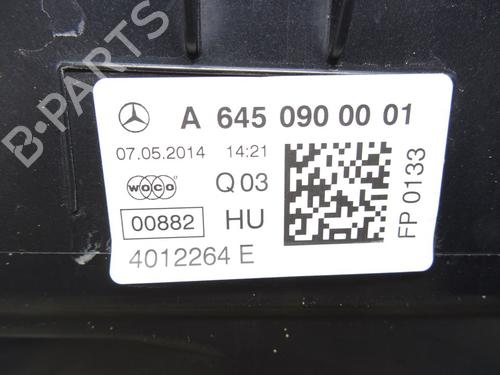 A 645 090 00 01
07.05.2014 14:21
WOCO Q 03
00882 HU
4012264 E
FP 0133
B-PARTS